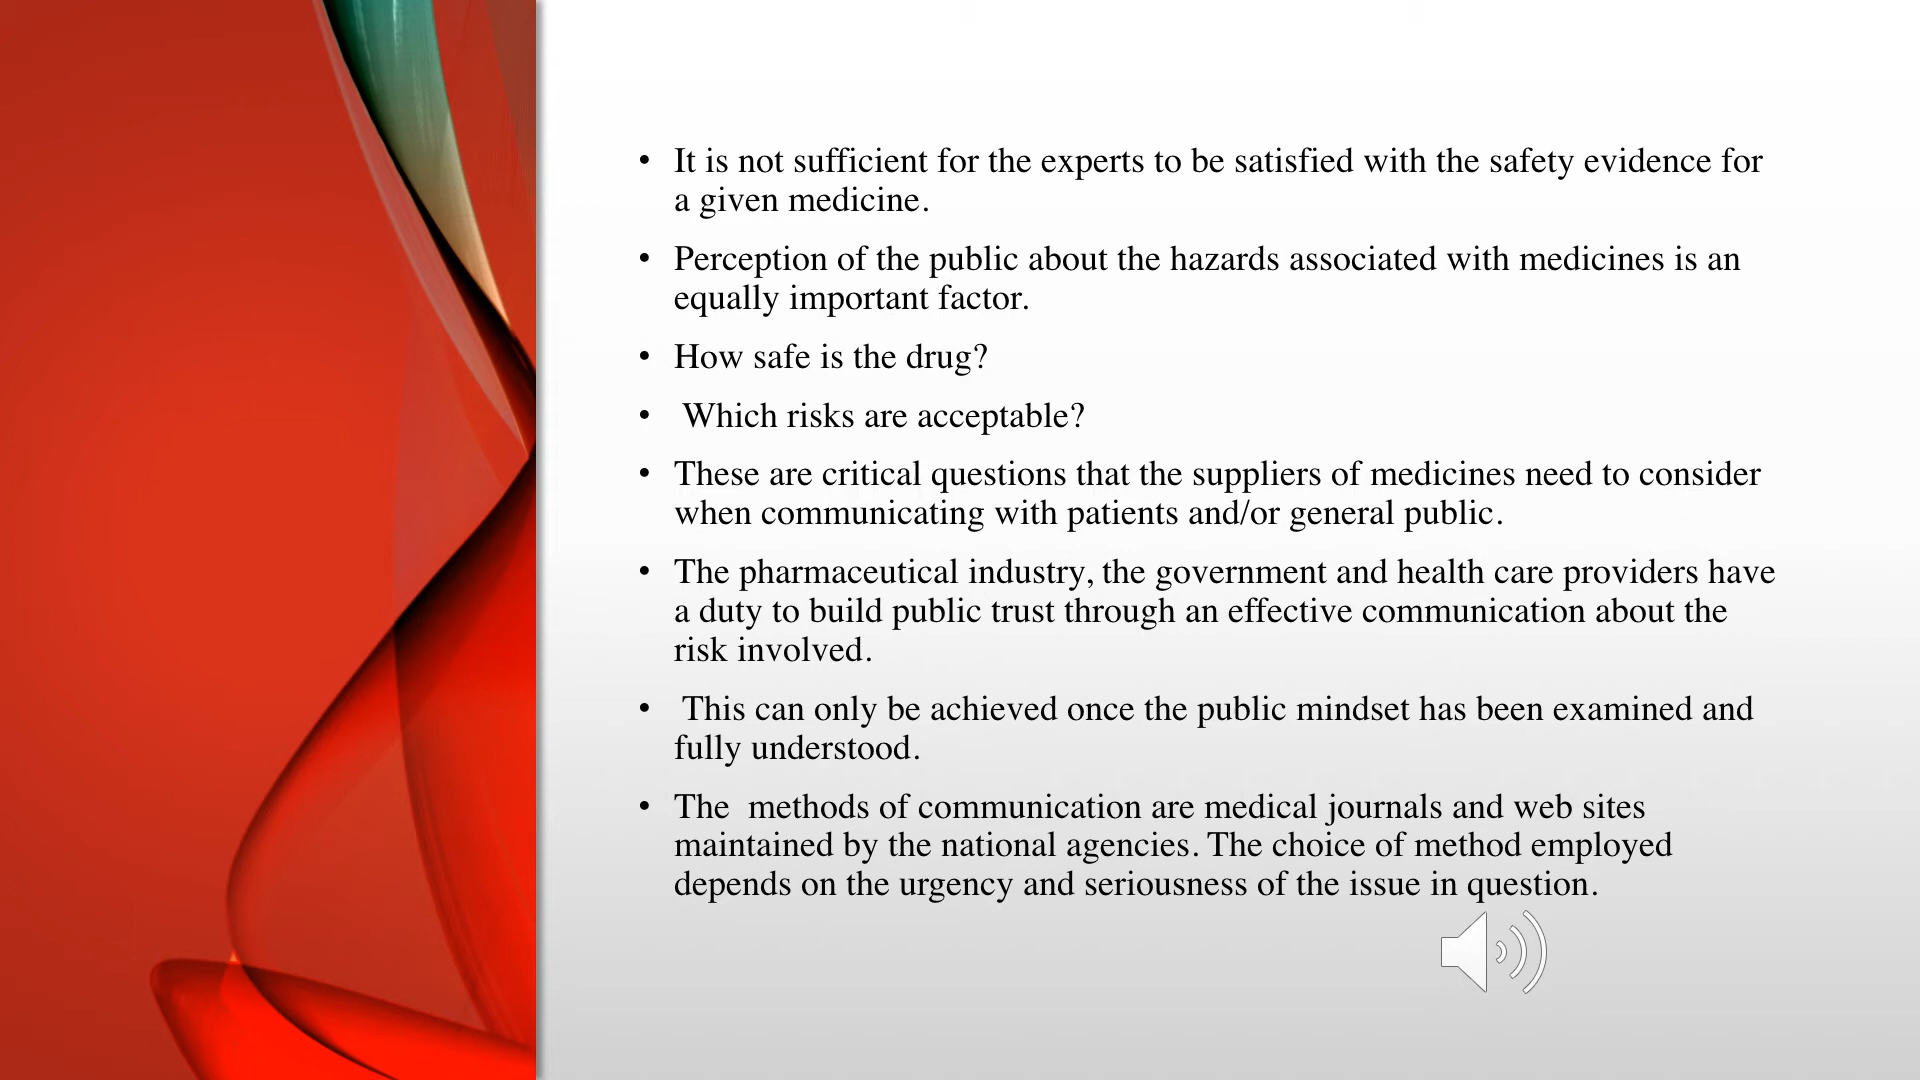 • It is not sufficient for the experts to be satisfied with the safety evidence for
a given medicine.
• Perception of the public about the hazards associated with medicines is an
equally important factor.
• How safe is the drug?
•  Which risks are acceptable?
• These are critical questions that the suppliers of medicines need to consider
when communicating with patients and/or general public.
• The pharmaceutical industry, the government and health care providers have
a duty to build public trust through an effective communication about the
risk involved.
•  This can only be achieved once the public mindset has been examined and
fully understood.
• The  methods of communication are medical journals and web sites
maintained by the national agencies. The choice of method employed
depends on the urgency and seriousness of the issue in question.